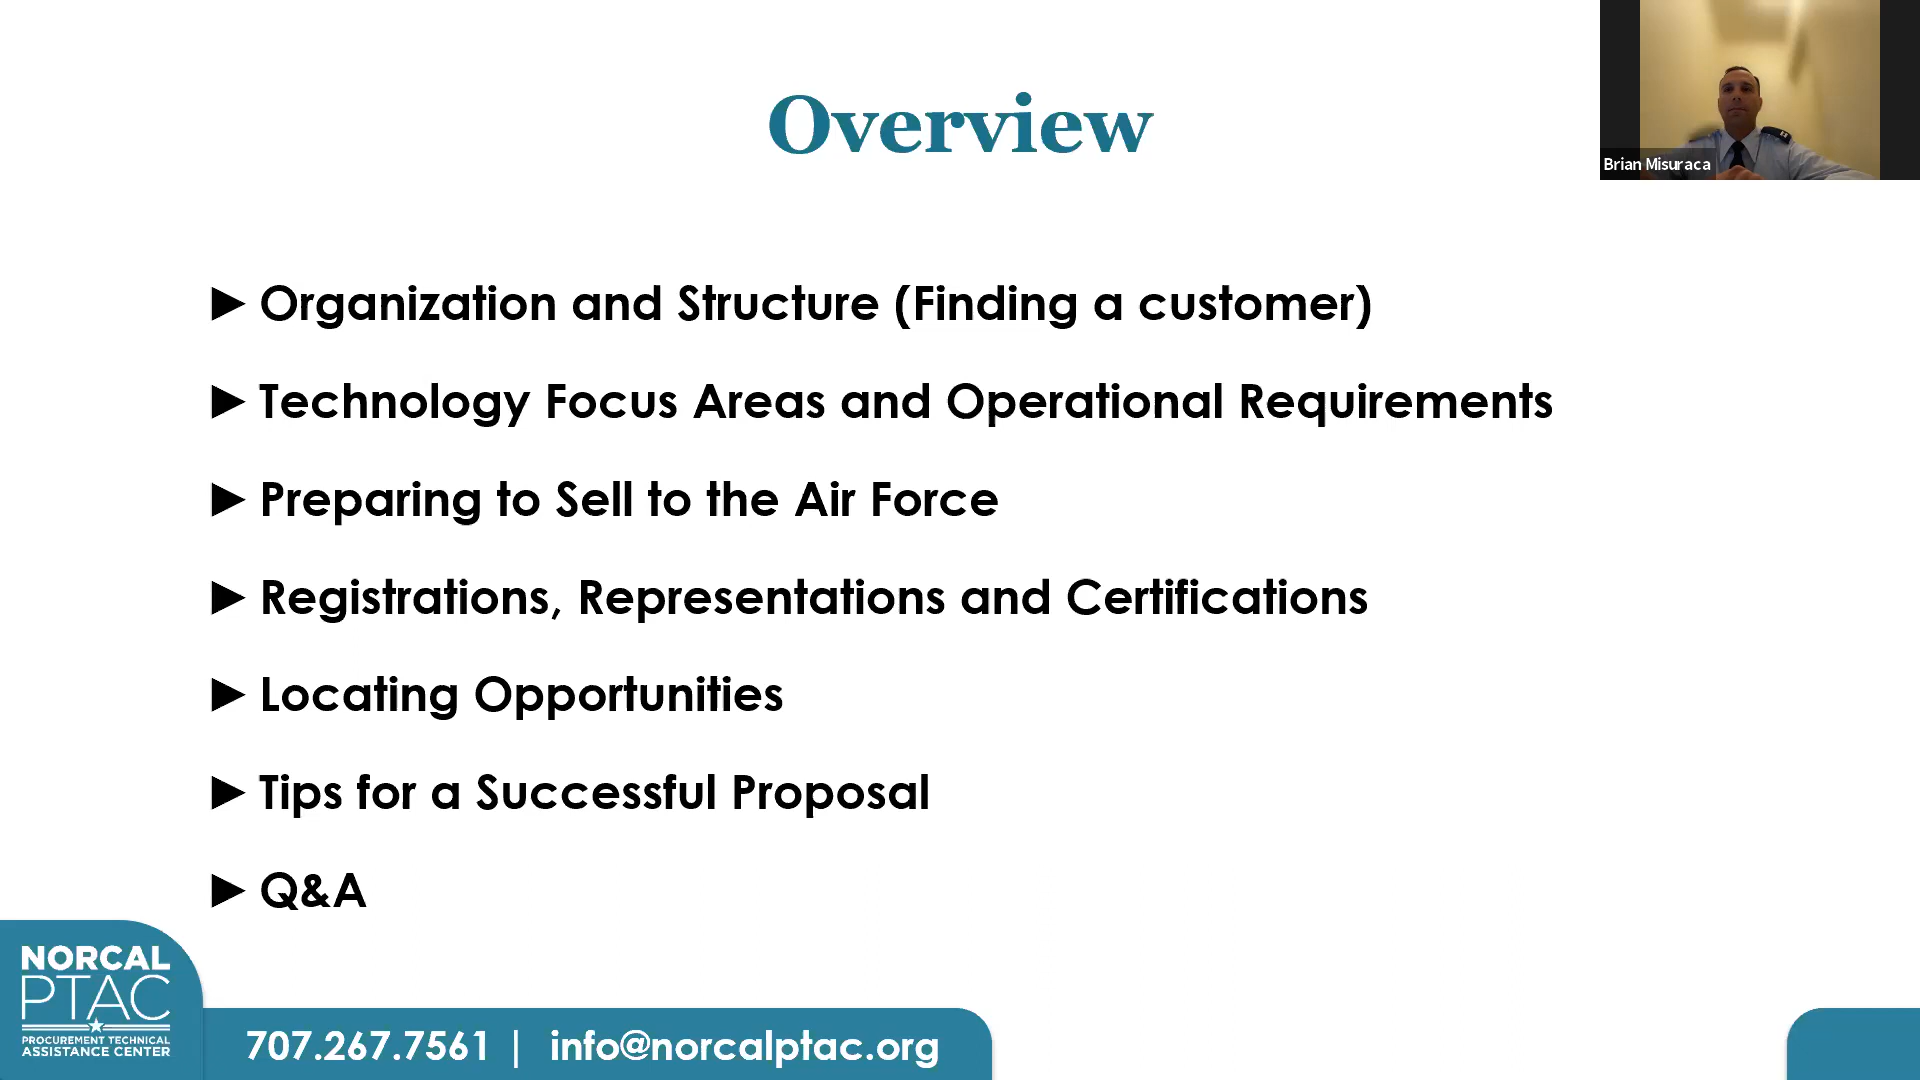 Overview
Brian Misuraca
► Organization and Structure (Finding a customer)
► Technology Focus Areas and Operational Requirements
► Preparing to Sell to the Air Force
► Registrations, Representations and Certifications
► Locating Opportunities
► Tips for a Successful Proposal
► Q&A
NORCAL
PTAC
PROCUREMENT TECHNICAL
ASSISTANCE CENTER
707.267.7561 | info@norcalptac.org